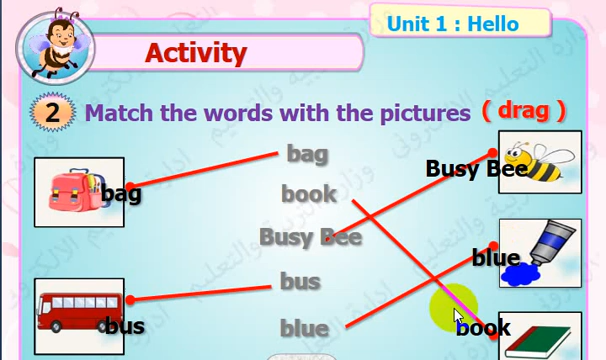 Unit 1 : Hello
Activity
2 Match the words with the pictures ( drag )
bag
book
Busy Bee
bus
blue
bag
bus
Busy Bee
blue
book